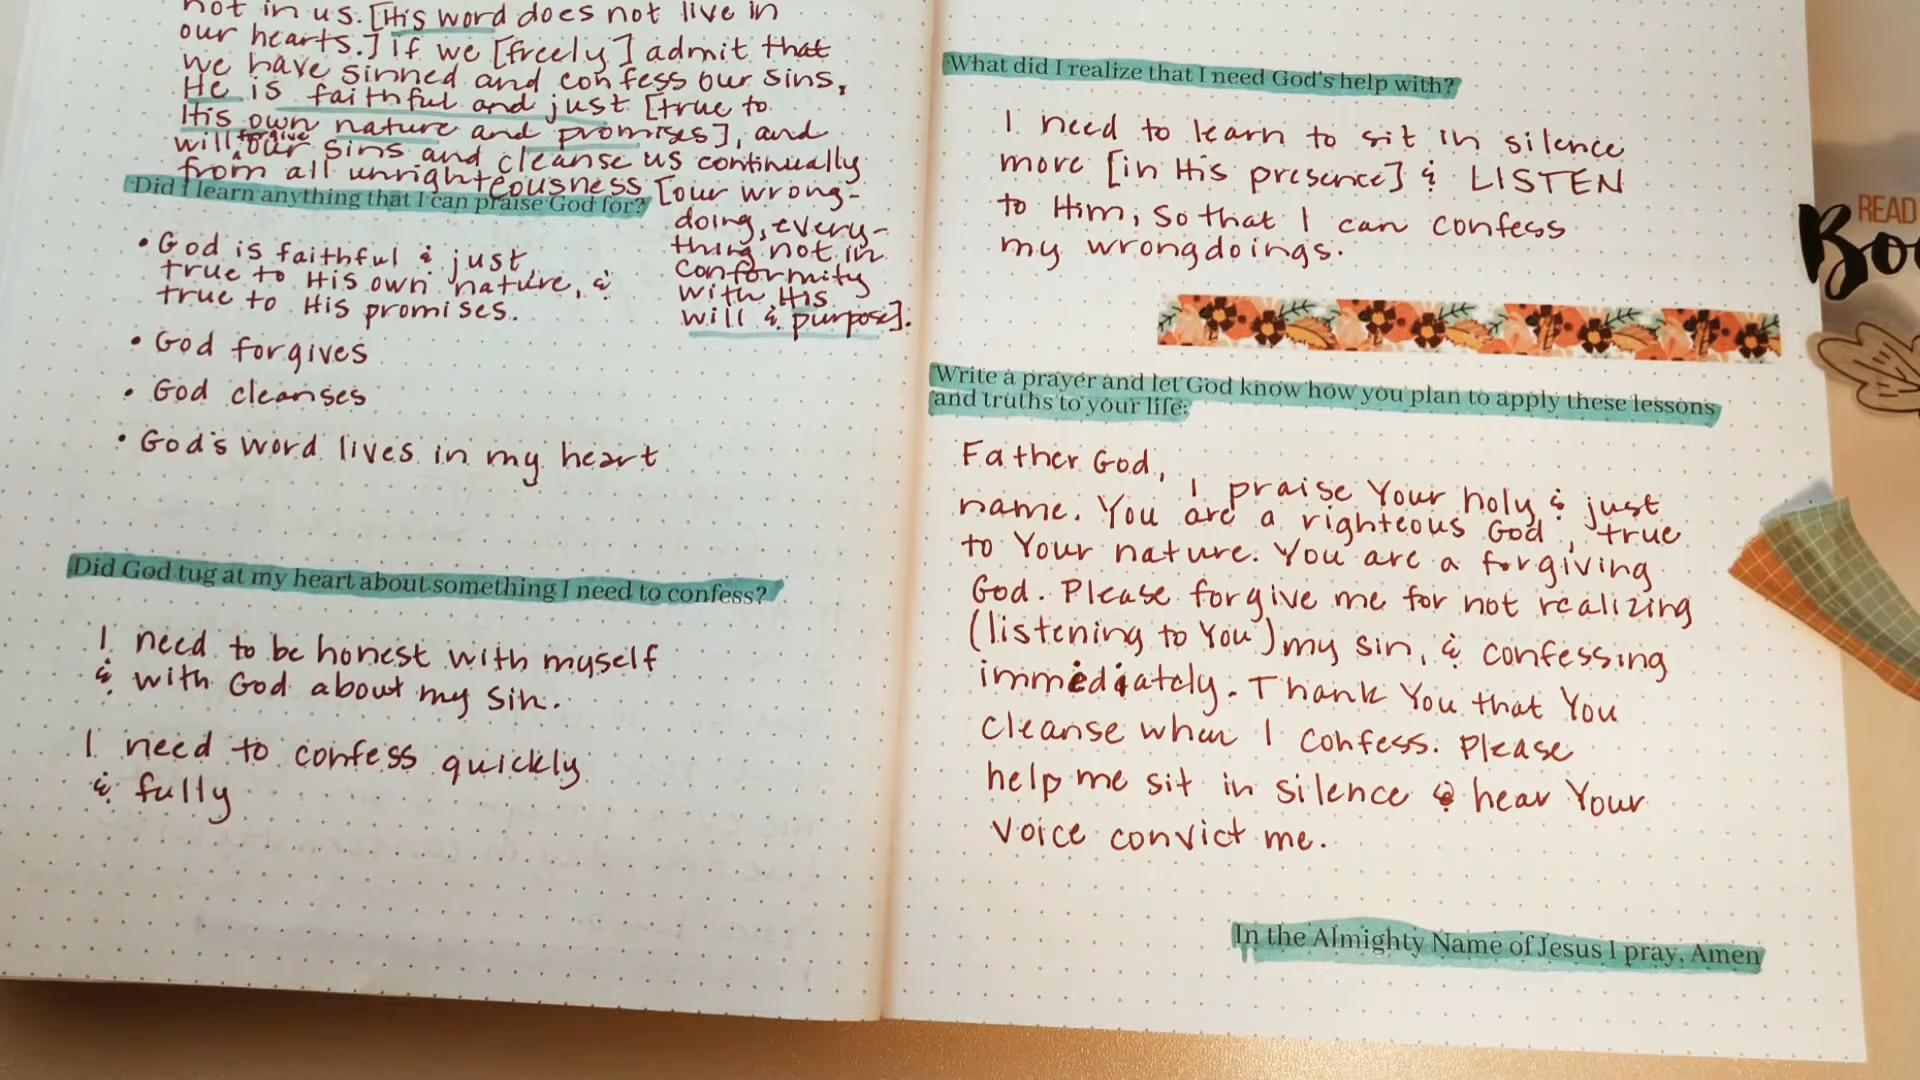 not in us. [His word does not live in
our hearts.] If we [freely] admit that
we have sinned and confess our sins,
He is faithful and just [true to
His own nature and promises], and
will forgive our sins and cleanse us continually
from all unrighteousness [our wrong-
doing, every-
thing not in
conformity
with His
will & purpose].
Did I learn anything that I can praise God for?
• God is faithful & just
true to His own nature, &
true to His promises.
• God forgives
• God cleanses
• God's word lives in my heart
Did God tug at my heart about something I need to confess?
I need to be honest with myself
& with God about my sin.
I need to confess quickly
& fully
What did I realize that I need God's help with?
I need to learn to sit in silence
more [in His presence] & LISTEN
to Him, so that I can confess
my wrongdoings.
Write a prayer and let God know how you plan to apply these lessons
and truths to your life:
Father God,
I praise Your holy & just
name. You are a righteous God, true
to Your nature. You are a forgiving
God. Please forgive me for not realizing
(listening to You) my sin, & confessing
immediately. Thank You that You
cleanse when I confess. Please
help me sit in silence & hear Your
voice convict me.
In the Almighty Name of Jesus I pray, Amen
READ